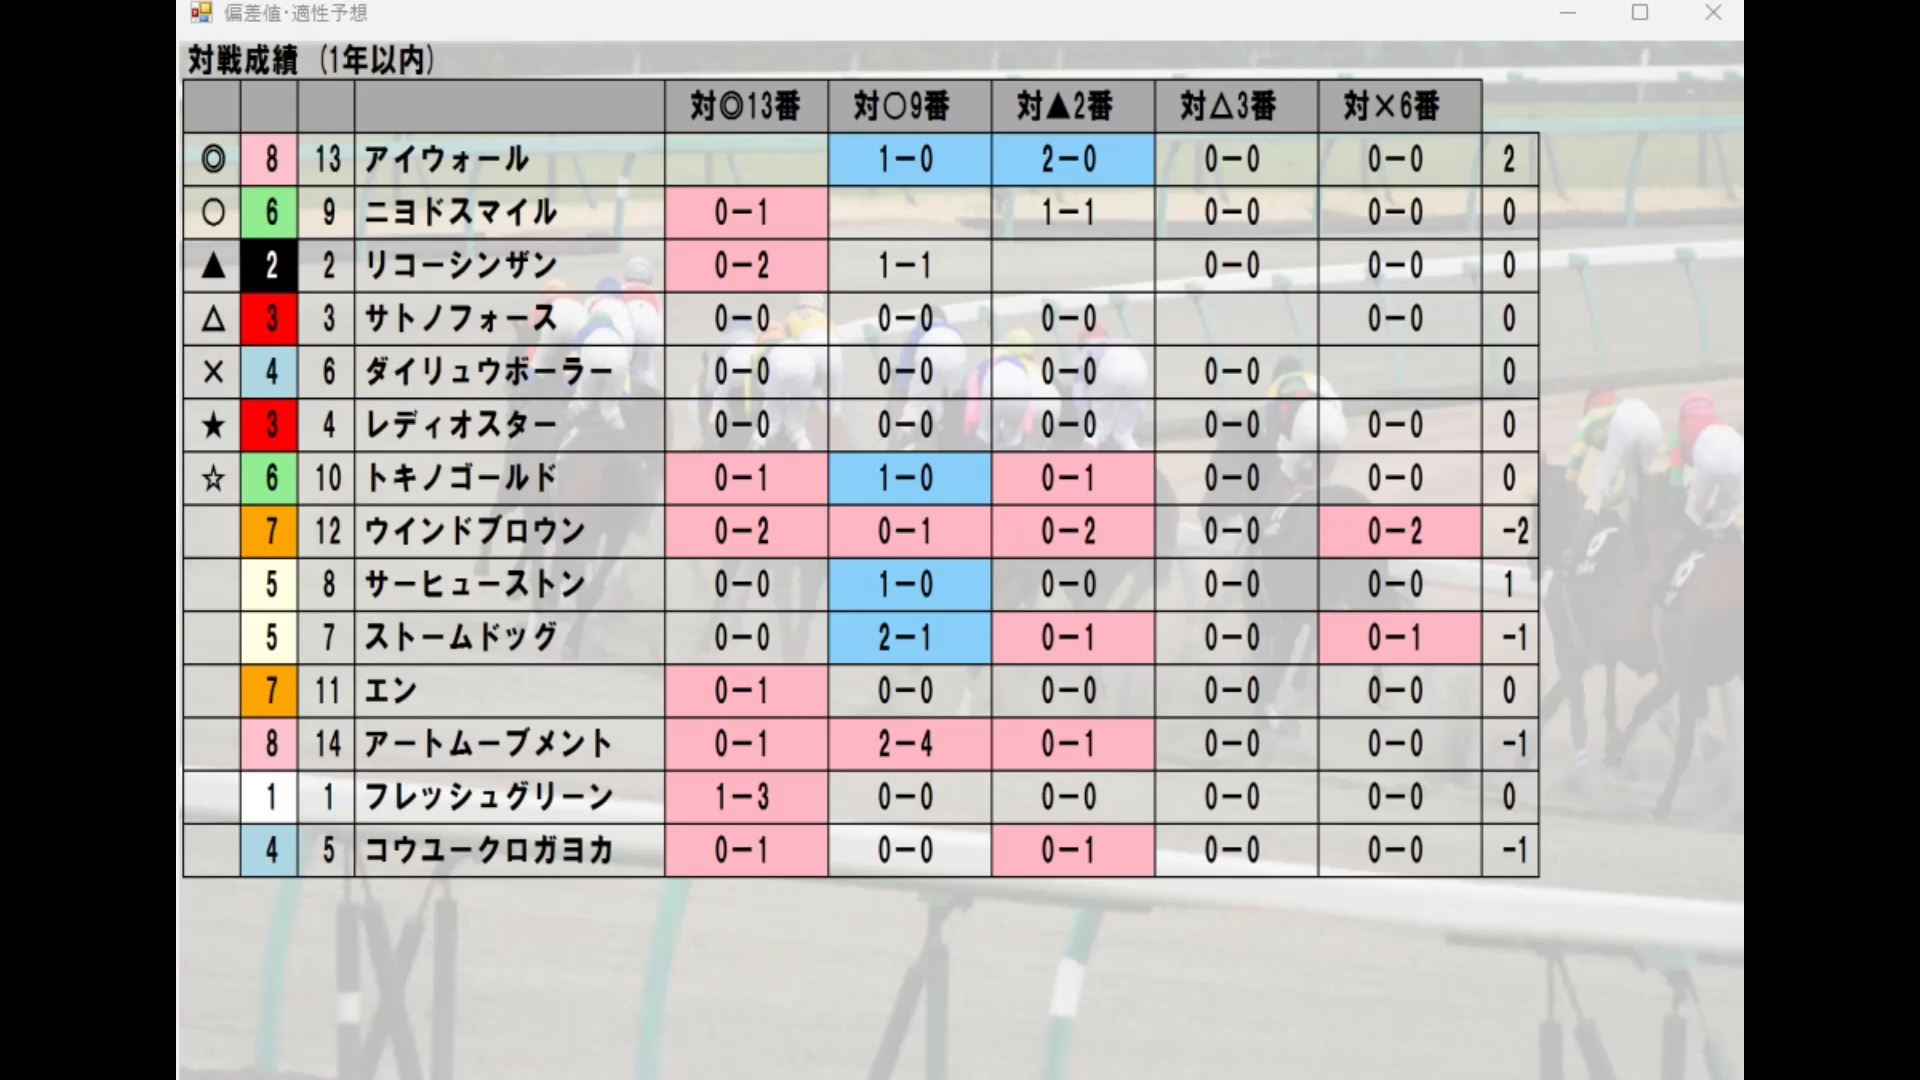 偏差値・適性予想
対戦成績 (1年以内)
対◎13番 対○9番 対▲2番 対△3番 対×6番
◎ 8 13 アイウォール 1-0 2-0 0-0 0-0 2
○ 6 9 ニヨドスマイル 0-1 1-1 0-0 0-0 0
▲ 2 2 リコーシンザン 0-2 1-1 0-0 0-0 0
△ 3 3 サトノフォース 0-0 0-0 0-0 0-0 0
× 4 6 ダイリュウボーラー 0-0 0-0 0-0 0-0 0
★ 3 4 レディオスター 0-0 0-0 0-0 0-0 0-0 0
☆ 6 10 トキノゴールド 0-1 1-0 0-1 0-0 0-0 0
7 12 ウインドブロウン 0-2 0-1 0-2 0-0 0-2 -2
5 8 サーヒューストン 0-0 1-0 0-0 0-0 0-0 1
5 7 ストームドッグ 0-0 2-1 0-1 0-0 0-1 -1
7 11 エン 0-1 0-0 0-0 0-0 0-0 0
8 14 アートムーブメント 0-1 2-4 0-1 0-0 0-0 -1
1 1 フレッシュグリーン 1-3 0-0 0-0 0-0 0-0 0
4 5 コウユークロガヨカ 0-1 0-0 0-1 0-0 0-0 -1